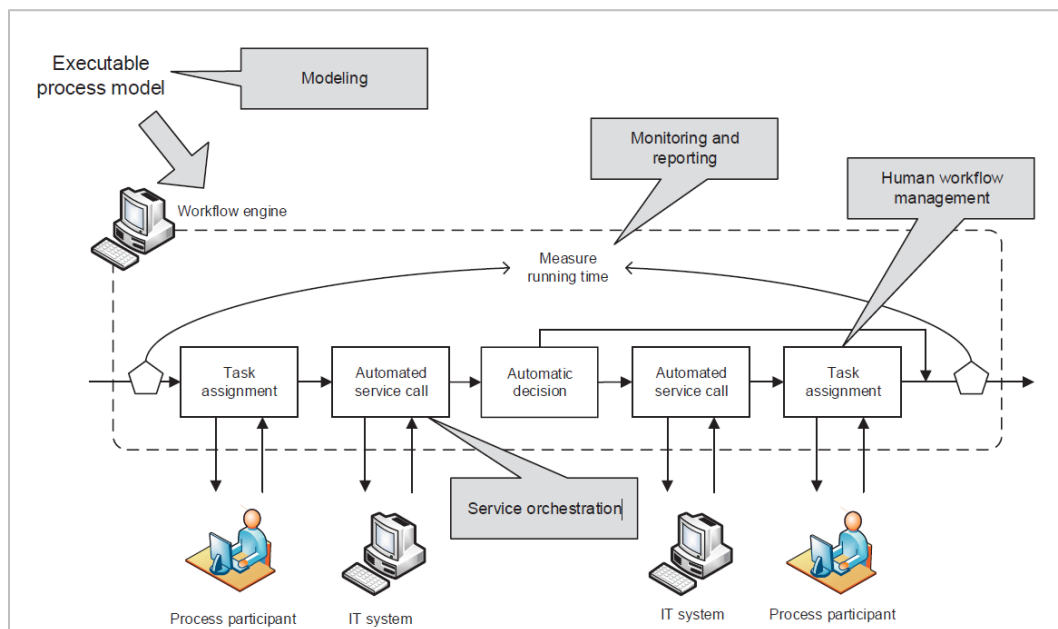 Executable
process model
Modeling
Monitoring and
reporting
Human workflow
management
Workflow engine
Measure
running time
Task
assignment
Automated
service call
Automatic
decision
Automated
service call
Task
assignment
Service orchestration
Process participant
IT system
IT system
Process participant